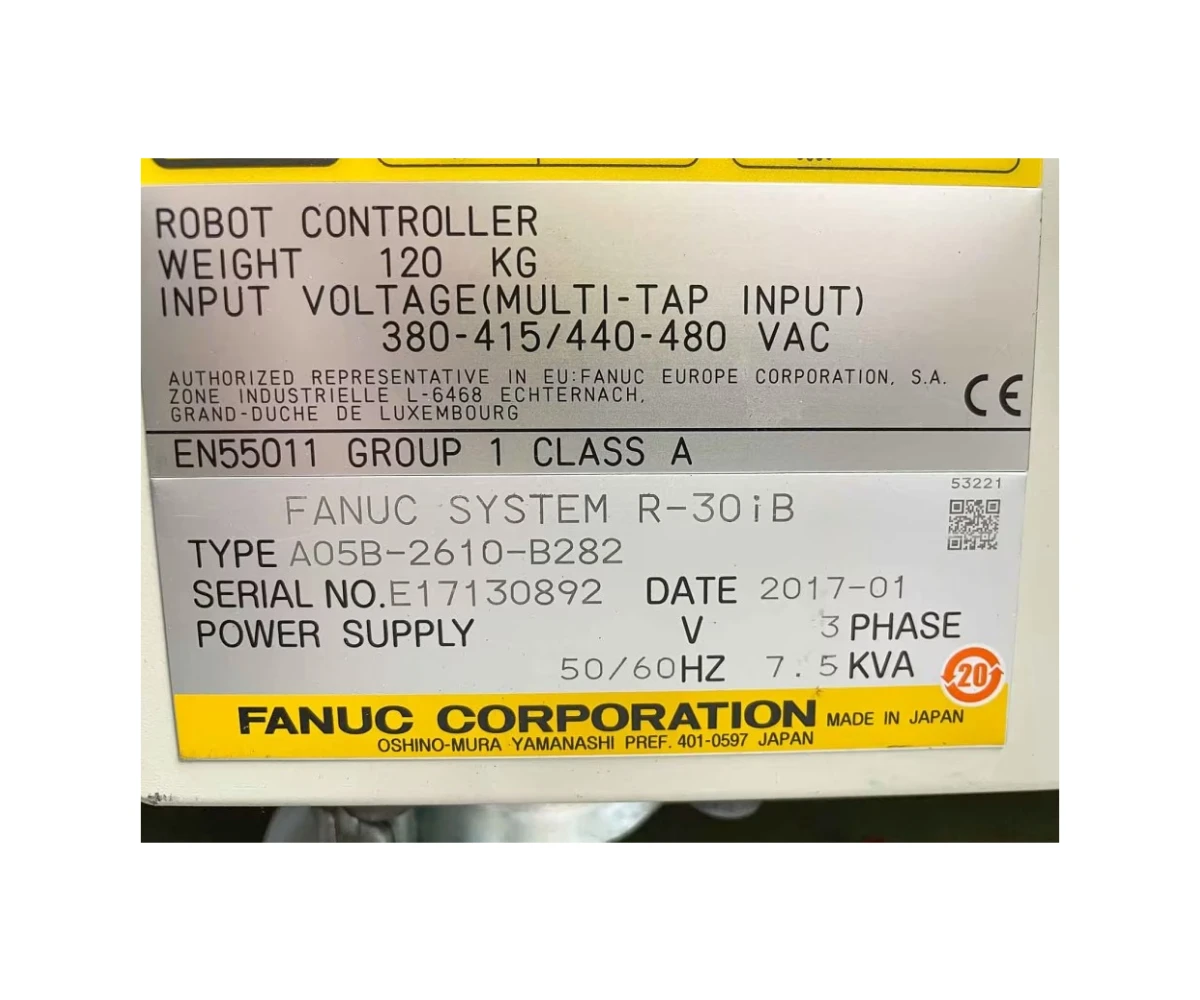 ROBOT CONTROLLER
WEIGHT 120 KG
INPUT VOLTAGE(MULTI-TAP INPUT)
380-415/440-480 VAC
AUTHORIZED REPRESENTATIVE IN EU:FANUC EUROPE CORPORATION, S.A.
ZONE INDUSTRIELLE L-6468 ECHTERNACH,
GRAND-DUCHE DE LUXEMBOURG
CE
EN55011 GROUP 1 CLASS A
53221
FANUC SYSTEM R-30iB
TYPE A05B-2610-B282
SERIAL NO.E17130892 DATE 2017-01
POWER SUPPLY V 3 PHASE
50/60HZ 7.5 KVA
20
FANUC CORPORATION MADE IN JAPAN
OSHINO-MURA YAMANASHI PREF. 401-0597 JAPAN